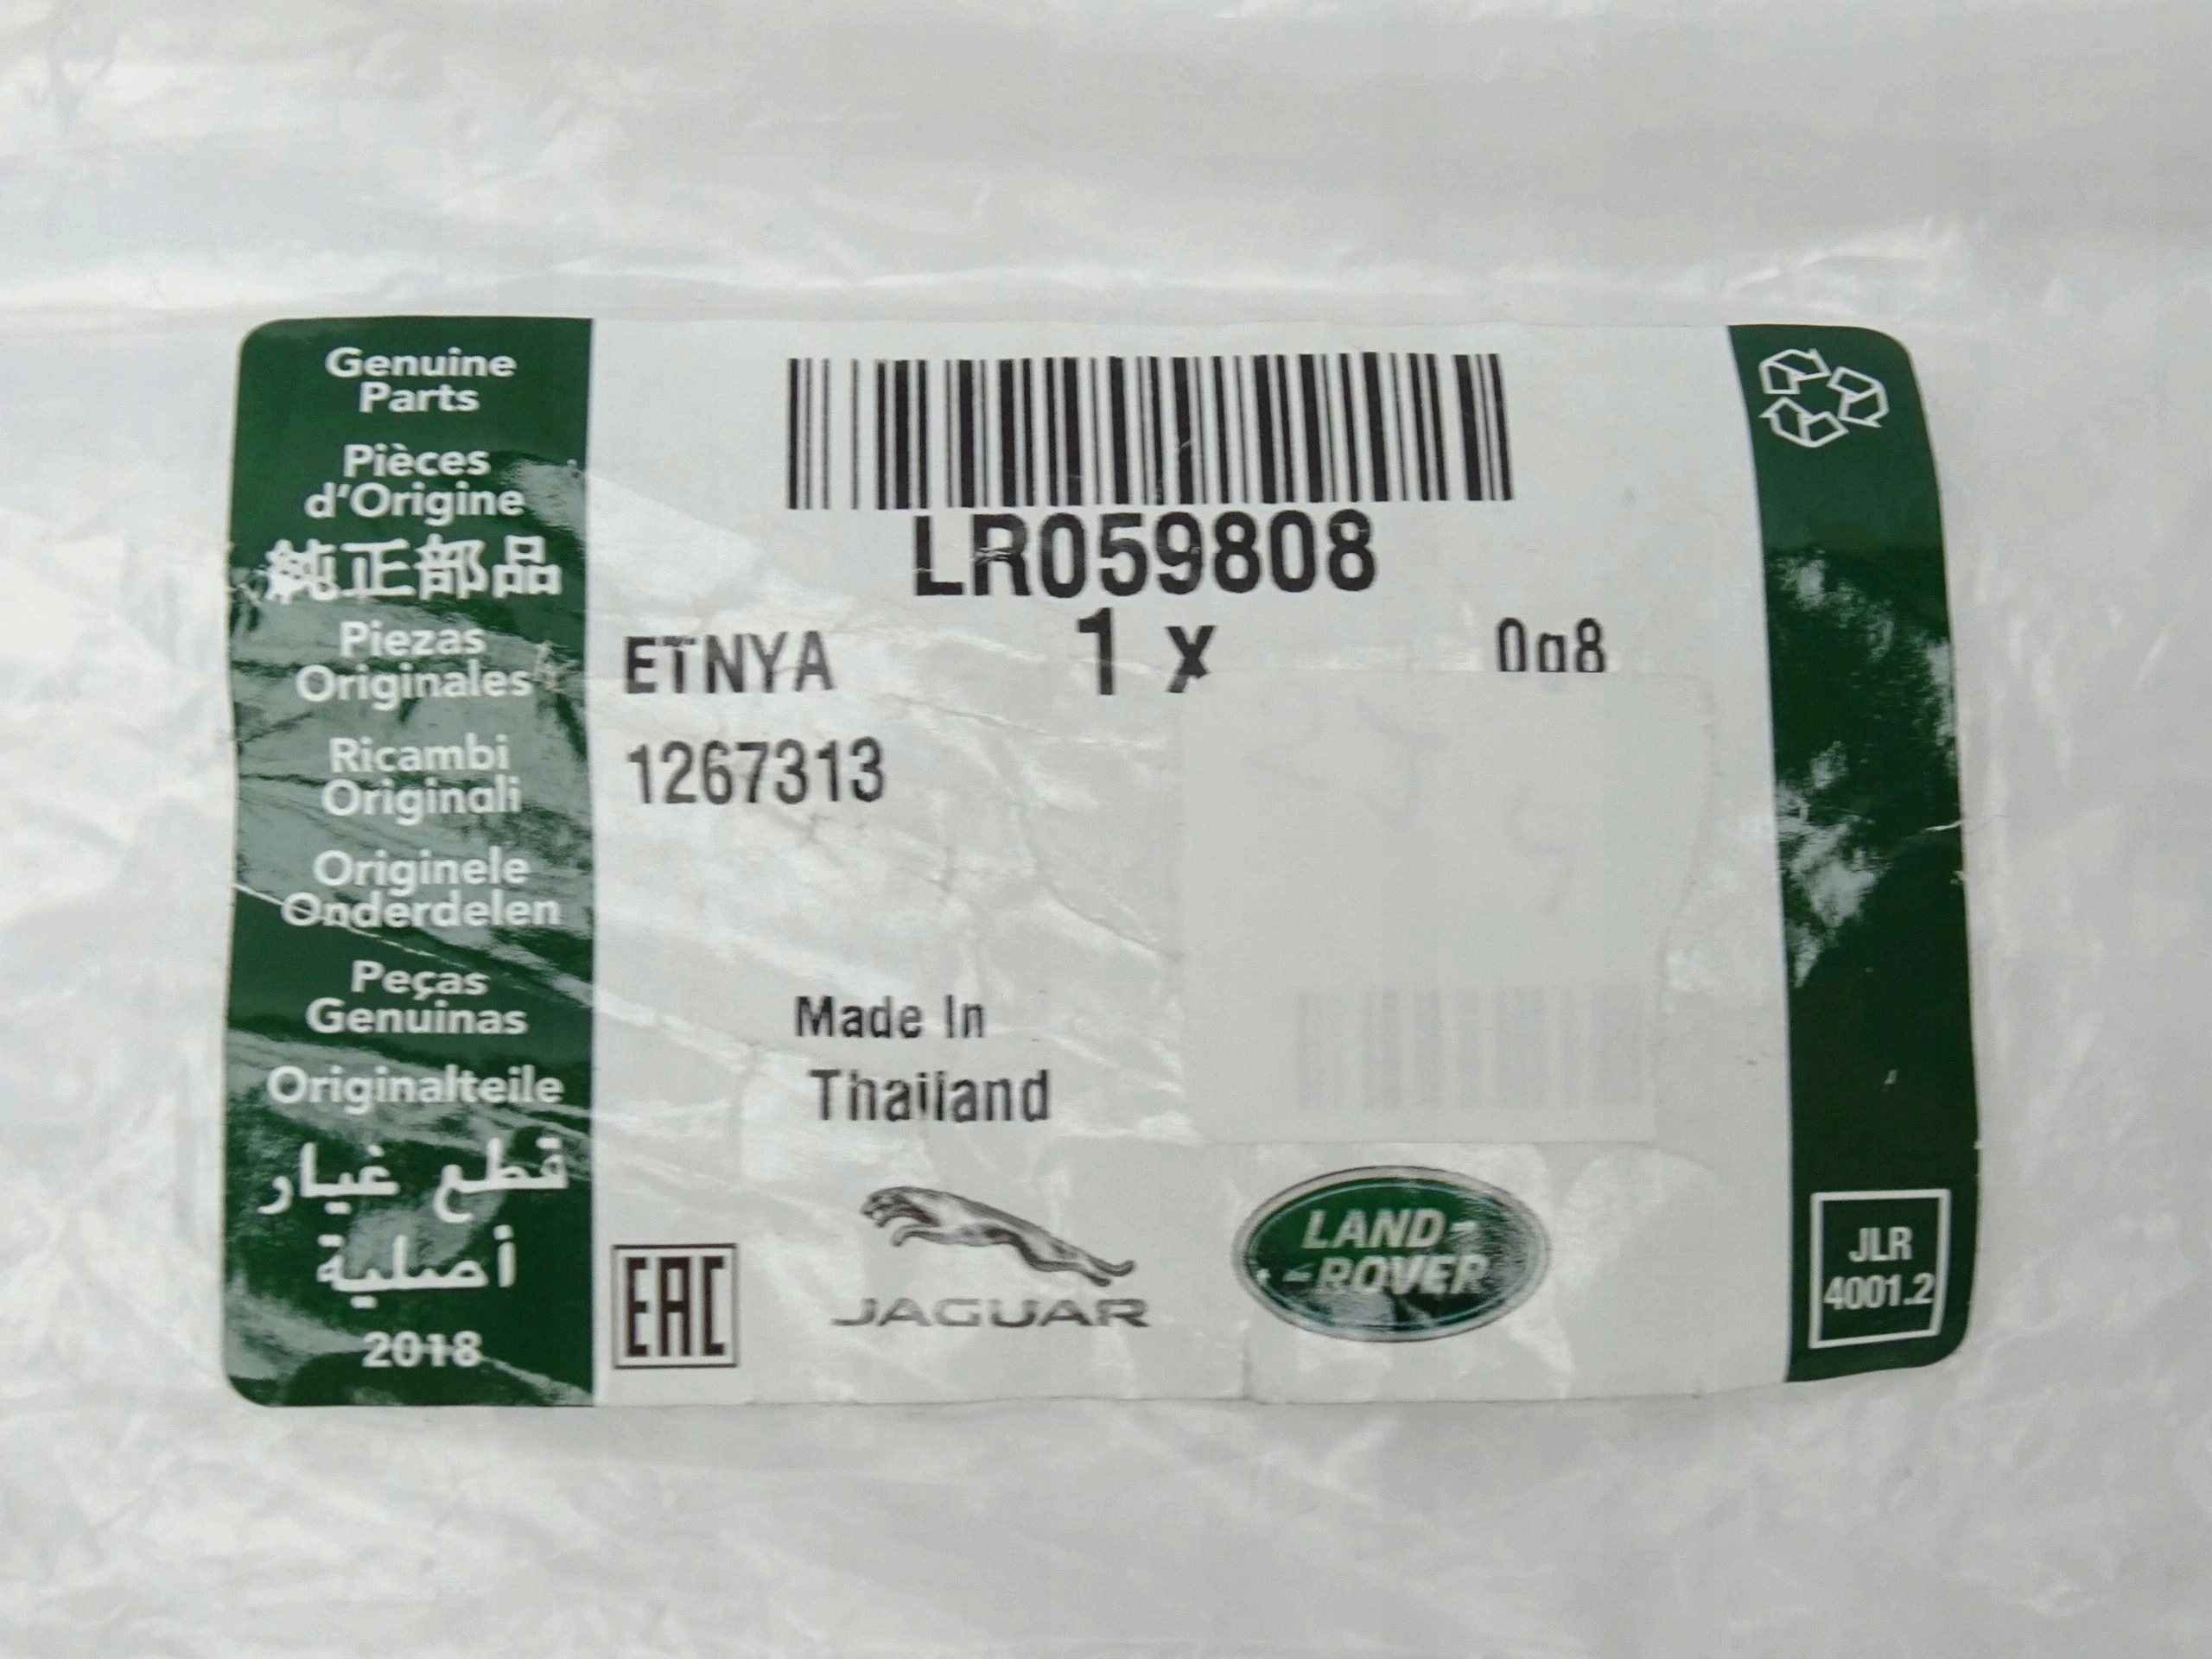 Genuine
Parts
Pièces
d'Origine
純正部品
Piezas
Originales
Ricambi
Originali
Originele
Onderdelen
Peças
Genuinas
Originalteile
قطع غيار
أصلية
2018
LR059808
ETNYA 1 x
1267313
Made In
Thailand
EAC
JAGUAR
LAND-
-ROVER
JLR
4001.2